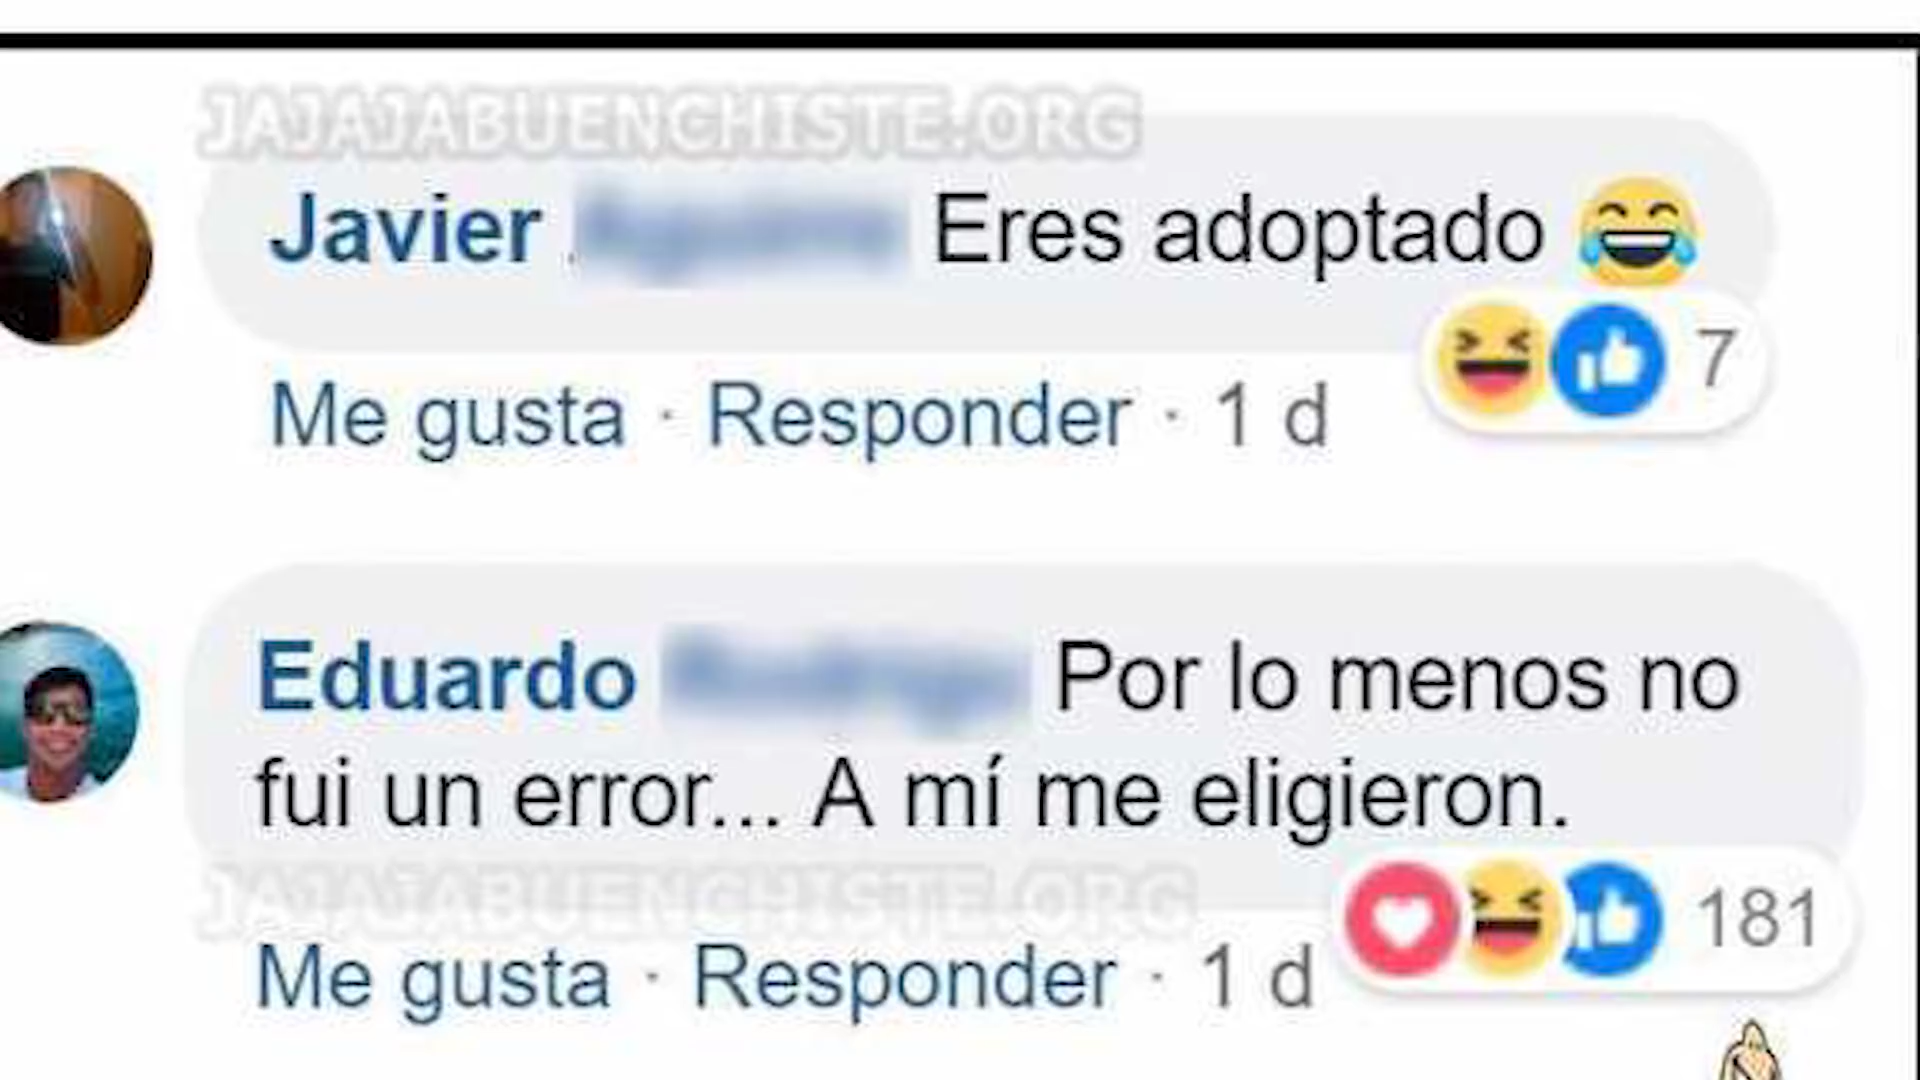 JAJAJABUENCHISTE.ORG
Javier Eres adoptado 😂
7
Me gusta · Responder · 1 d
Eduardo Por lo menos no
fui un error... A mí me eligieron.
JAJAJABUENCHISTE.ORG
181
Me gusta · Responder · 1 d